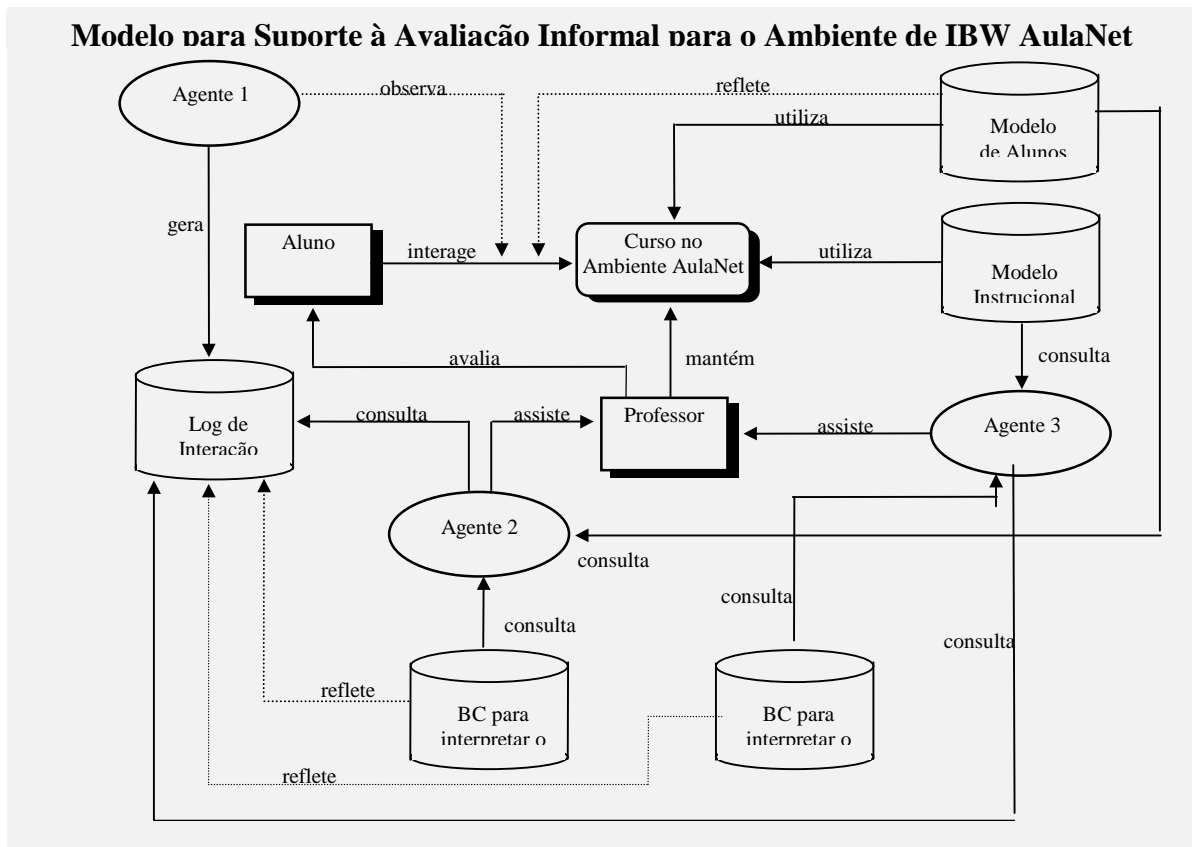 Modelo para Suporte à Avaliação Informal para o Ambiente de IBW AulaNet
Agente 1
observa
reflete
utiliza
Modelo
de Alunos
gera
Aluno
interage
Curso no
Ambiente AulaNet
utiliza
Modelo
Instrucional
avalia
mantém
consulta
Log de
Interação
consulta
assiste
Professor
assiste
Agente 3
Agente 2
consulta
consulta
consulta
consulta
reflete
BC para
interpretar o
BC para
interpretar o
reflete